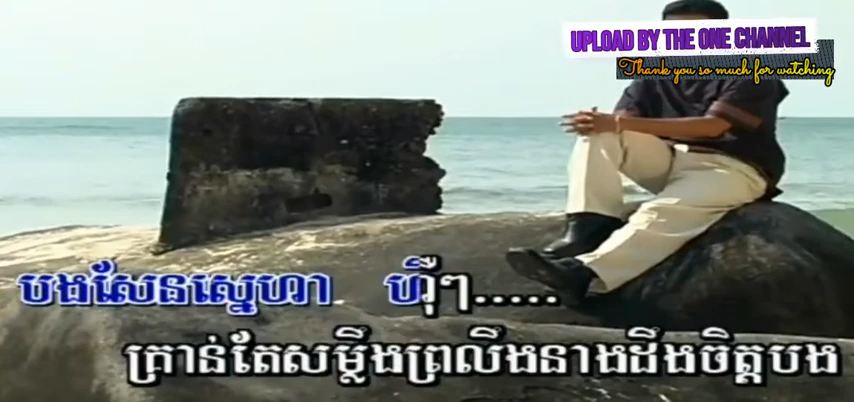 UPLOAD BY THE ONE CHANNEL
Thank you so much for watching
បងសែនស្នេហា ហ៊ឺៗ.....
គ្រាន់តែសម្លឹងព្រលឹងនាងដឹងចិត្តបង